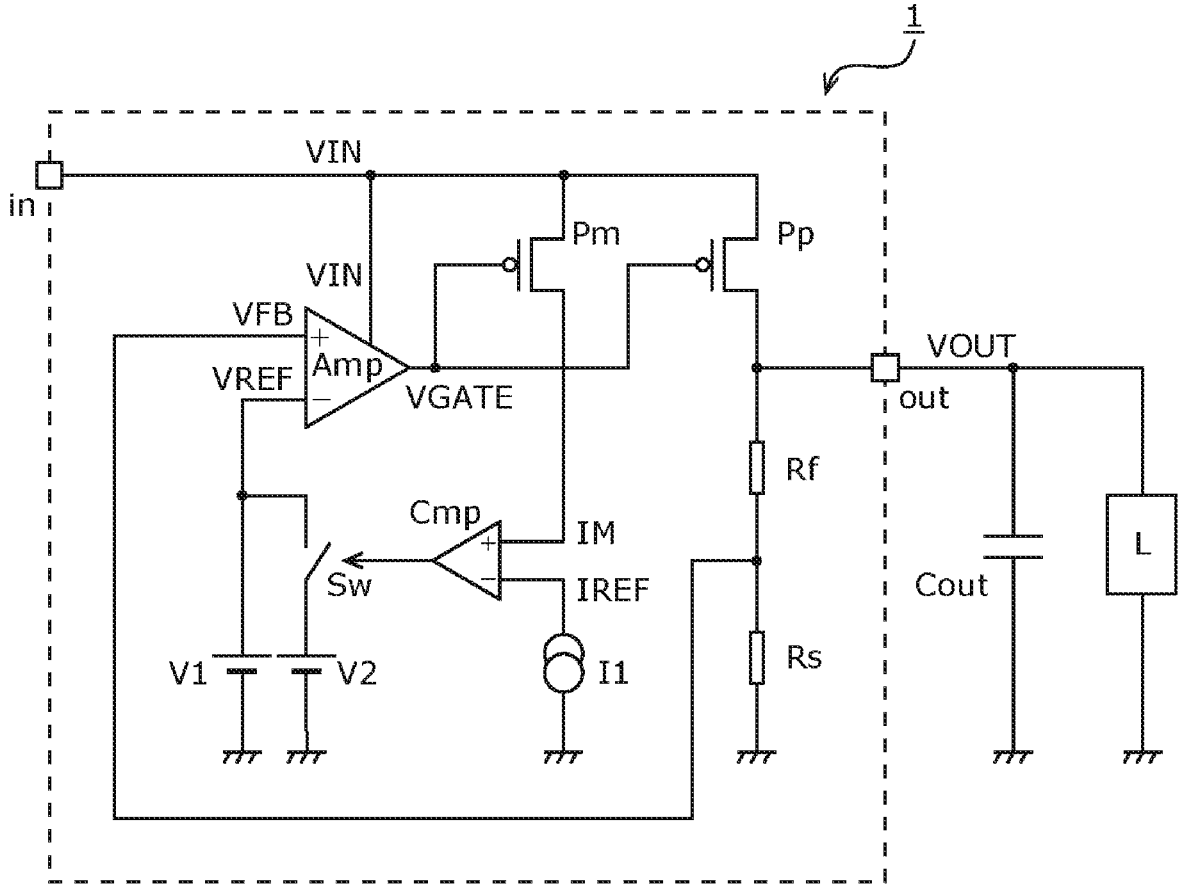 1
VIN
in
Pm
Pp
VIN
VFB
+
Amp
VREF
−
VGATE
VOUT
out
Rf
Cmp
+
IM
−
IREF
Sw
L
Cout
V1
V2
I1
Rs